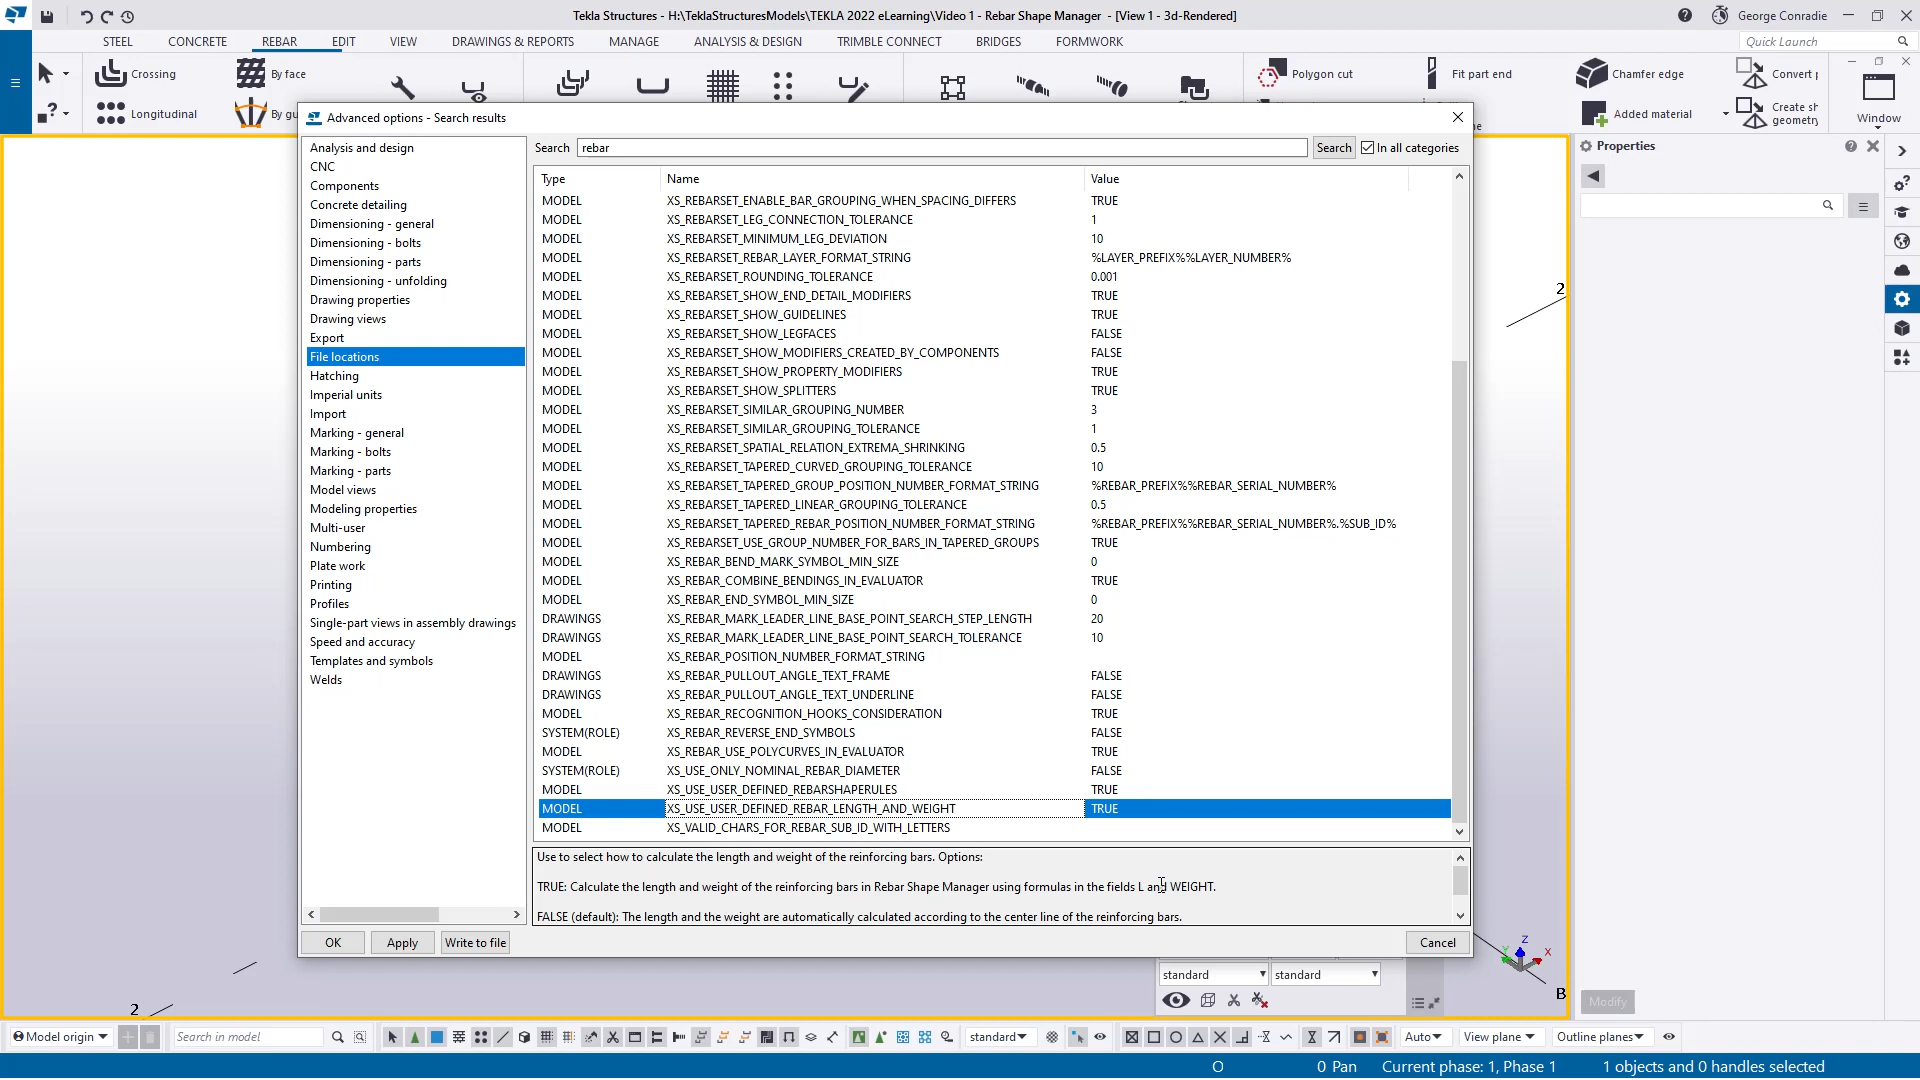 Tekla Structures - H:\TeklaStructuresModels\TEKLA 2022 eLearning\Video 1 - Rebar Shape Manager - [View 1 - 3d-Rendered]
George Conradie
STEEL CONCRETE REBAR EDIT VIEW DRAWINGS & REPORTS MANAGE ANALYSIS & DESIGN TRIMBLE CONNECT BRIDGES FORMWORK
Quick Launch
Crossing By face Polygon cut Fit part end Chamfer edge Convert
Longitudinal By gu Added material Create sh
geometry
Window
Advanced options - Search results
Properties
Search rebar Search In all categories
Analysis and design
CNC
Components
Concrete detailing
Dimensioning - general
Dimensioning - bolts
Dimensioning - parts
Dimensioning - unfolding
Drawing properties
Drawing views
Export
File locations
Hatching
Imperial units
Import
Marking - general
Marking - bolts
Marking - parts
Model views
Modeling properties
Multi-user
Numbering
Plate work
Printing
Profiles
Single-part views in assembly drawings
Speed and accuracy
Templates and symbols
Welds
Type Name Value
MODEL XS_REBARSET_ENABLE_BAR_GROUPING_WHEN_SPACING_DIFFERS TRUE
MODEL XS_REBARSET_LEG_CONNECTION_TOLERANCE 1
MODEL XS_REBARSET_MINIMUM_LEG_DEVIATION 10
MODEL XS_REBARSET_REBAR_LAYER_FORMAT_STRING %LAYER_PREFIX%%LAYER_NUMBER%
MODEL XS_REBARSET_ROUNDING_TOLERANCE 0.001
MODEL XS_REBARSET_SHOW_END_DETAIL_MODIFIERS TRUE
MODEL XS_REBARSET_SHOW_GUIDELINES TRUE
MODEL XS_REBARSET_SHOW_LEGFACES FALSE
MODEL XS_REBARSET_SHOW_MODIFIERS_CREATED_BY_COMPONENTS FALSE
MODEL XS_REBARSET_SHOW_PROPERTY_MODIFIERS TRUE
MODEL XS_REBARSET_SHOW_SPLITTERS TRUE
MODEL XS_REBARSET_SIMILAR_GROUPING_NUMBER 3
MODEL XS_REBARSET_SIMILAR_GROUPING_TOLERANCE 1
MODEL XS_REBARSET_SPATIAL_RELATION_EXTREMA_SHRINKING 0.5
MODEL XS_REBARSET_TAPERED_CURVED_GROUPING_TOLERANCE 10
MODEL XS_REBARSET_TAPERED_GROUP_POSITION_NUMBER_FORMAT_STRING %REBAR_PREFIX%%REBAR_SERIAL_NUMBER%
MODEL XS_REBARSET_TAPERED_LINEAR_GROUPING_TOLERANCE 0.5
MODEL XS_REBARSET_TAPERED_REBAR_POSITION_NUMBER_FORMAT_STRING %REBAR_PREFIX%%REBAR_SERIAL_NUMBER%.%SUB_ID%
MODEL XS_REBARSET_USE_GROUP_NUMBER_FOR_BARS_IN_TAPERED_GROUPS TRUE
MODEL XS_REBAR_BEND_MARK_SYMBOL_MIN_SIZE 0
MODEL XS_REBAR_COMBINE_BENDINGS_IN_EVALUATOR TRUE
MODEL XS_REBAR_END_SYMBOL_MIN_SIZE 0
DRAWINGS XS_REBAR_MARK_LEADER_LINE_BASE_POINT_SEARCH_STEP_LENGTH 20
DRAWINGS XS_REBAR_MARK_LEADER_LINE_BASE_POINT_SEARCH_TOLERANCE 10
MODEL XS_REBAR_POSITION_NUMBER_FORMAT_STRING
DRAWINGS XS_REBAR_PULLOUT_ANGLE_TEXT_FRAME FALSE
DRAWINGS XS_REBAR_PULLOUT_ANGLE_TEXT_UNDERLINE FALSE
MODEL XS_REBAR_RECOGNITION_HOOKS_CONSIDERATION TRUE
SYSTEM(ROLE) XS_REBAR_REVERSE_END_SYMBOLS FALSE
MODEL XS_REBAR_USE_POLYCURVES_IN_EVALUATOR TRUE
SYSTEM(ROLE) XS_USE_ONLY_NOMINAL_REBAR_DIAMETER FALSE
MODEL XS_USE_USER_DEFINED_REBARSHAPERULES TRUE
MODEL XS_USE_USER_DEFINED_REBAR_LENGTH_AND_WEIGHT TRUE
MODEL XS_VALID_CHARS_FOR_REBAR_SUB_ID_WITH_LETTERS
Use to select how to calculate the length and weight of the reinforcing bars. Options:
TRUE: Calculate the length and weight of the reinforcing bars in Rebar Shape Manager using formulas in the fields L and WEIGHT.
FALSE (default): The length and the weight are automatically calculated according to the center line of the reinforcing bars.
OK Apply Write to file Cancel
2
2
B
Z
Y
X
standard standard
Modify
Model origin Search in model standard Auto View plane Outline planes
O 0 Pan Current phase: 1, Phase 1 1 objects and 0 handles selected